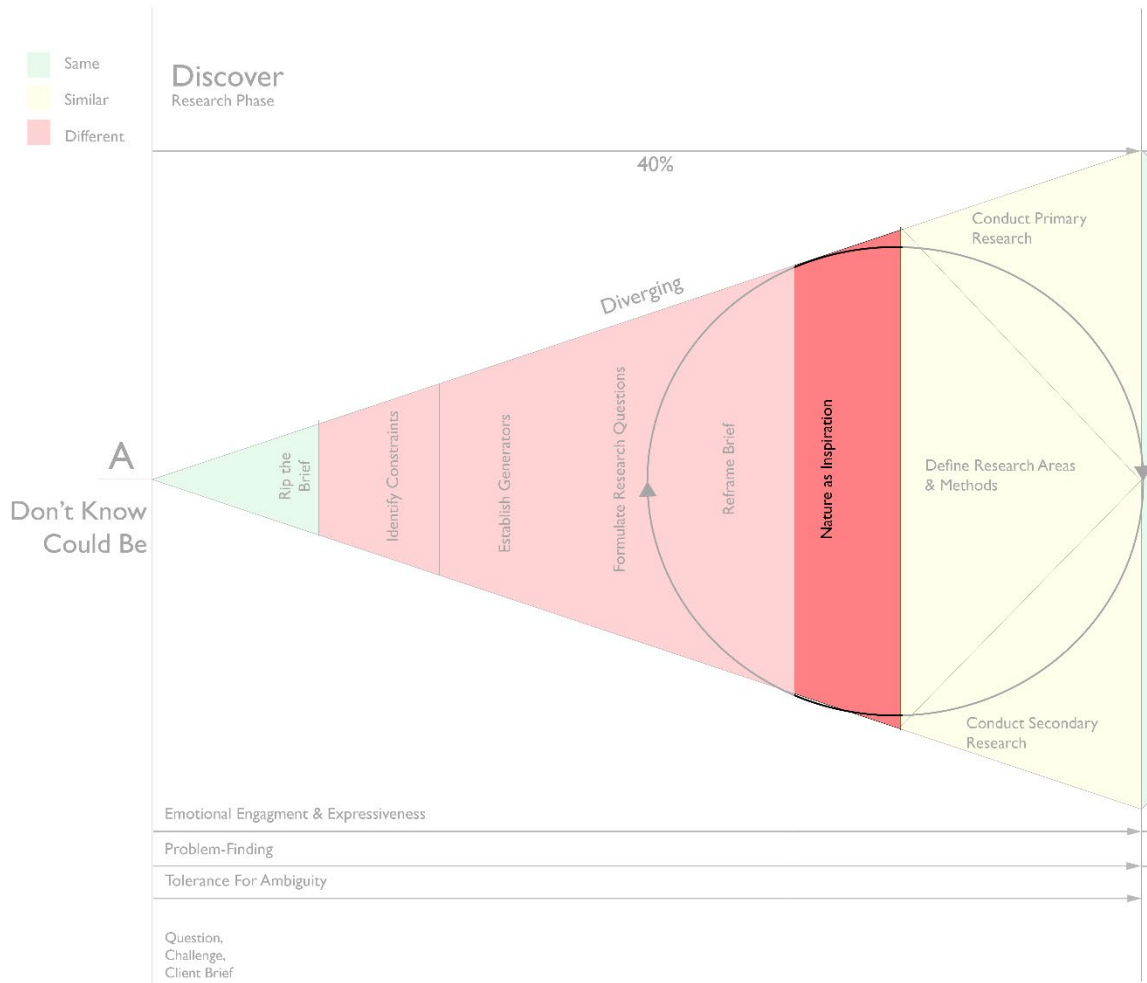 Same
Similar
Different
Discover
Research Phase
40%
Diverging
Conduct Primary
Research
A
Don't Know
Could Be
Rip the
Brief
Identify Constraints
Establish Generators
Formulate Research Questions
Reframe Brief
Nature as Inspiration
Define Research Areas
& Methods
Conduct Secondary
Research
Emotional Engagment & Expressiveness
Problem-Finding
Tolerance For Ambiguity
Question,
Challenge,
Client Brief